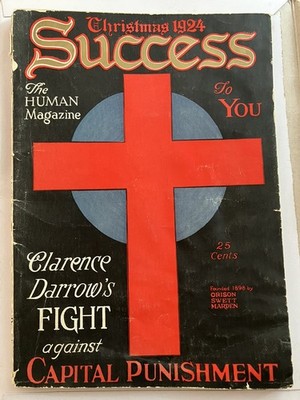 Christmas 1924
Success
The
HUMAN
Magazine
To
YOU
25
Cents
Founded 1898 by
ORISON
SWETT
MARDEN
Clarence
Darrow's
FIGHT
against
CAPITAL PUNISHMENT